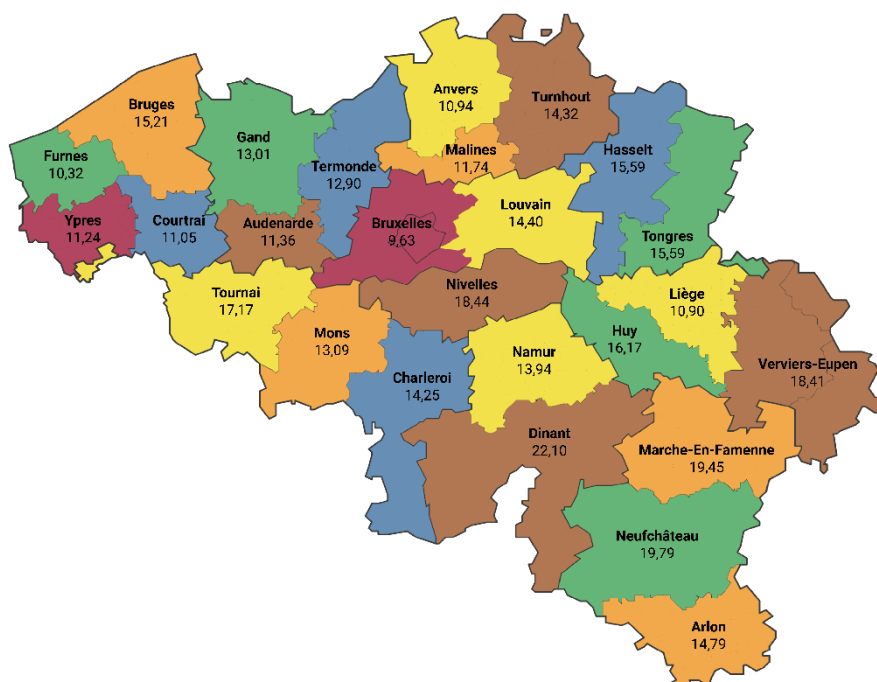 Anvers
10,94
Turnhout
14,32
Bruges
15,21
Gand
13,01
Malines
11,74
Hasselt
15,59
Furnes
10,32
Termonde
12,90
Ypres
11,24
Courtrai
11,05
Audenarde
11,36
Bruxelles
9,63
Louvain
14,40
Tongres
15,59
Tournai
17,17
Nivelles
18,44
Liège
10,90
Mons
13,09
Huy
16,17
Namur
13,94
Verviers-Eupen
18,41
Charleroi
14,25
Dinant
22,10
Marche-En-Famenne
19,45
Neufchâteau
19,79
Arlon
14,79